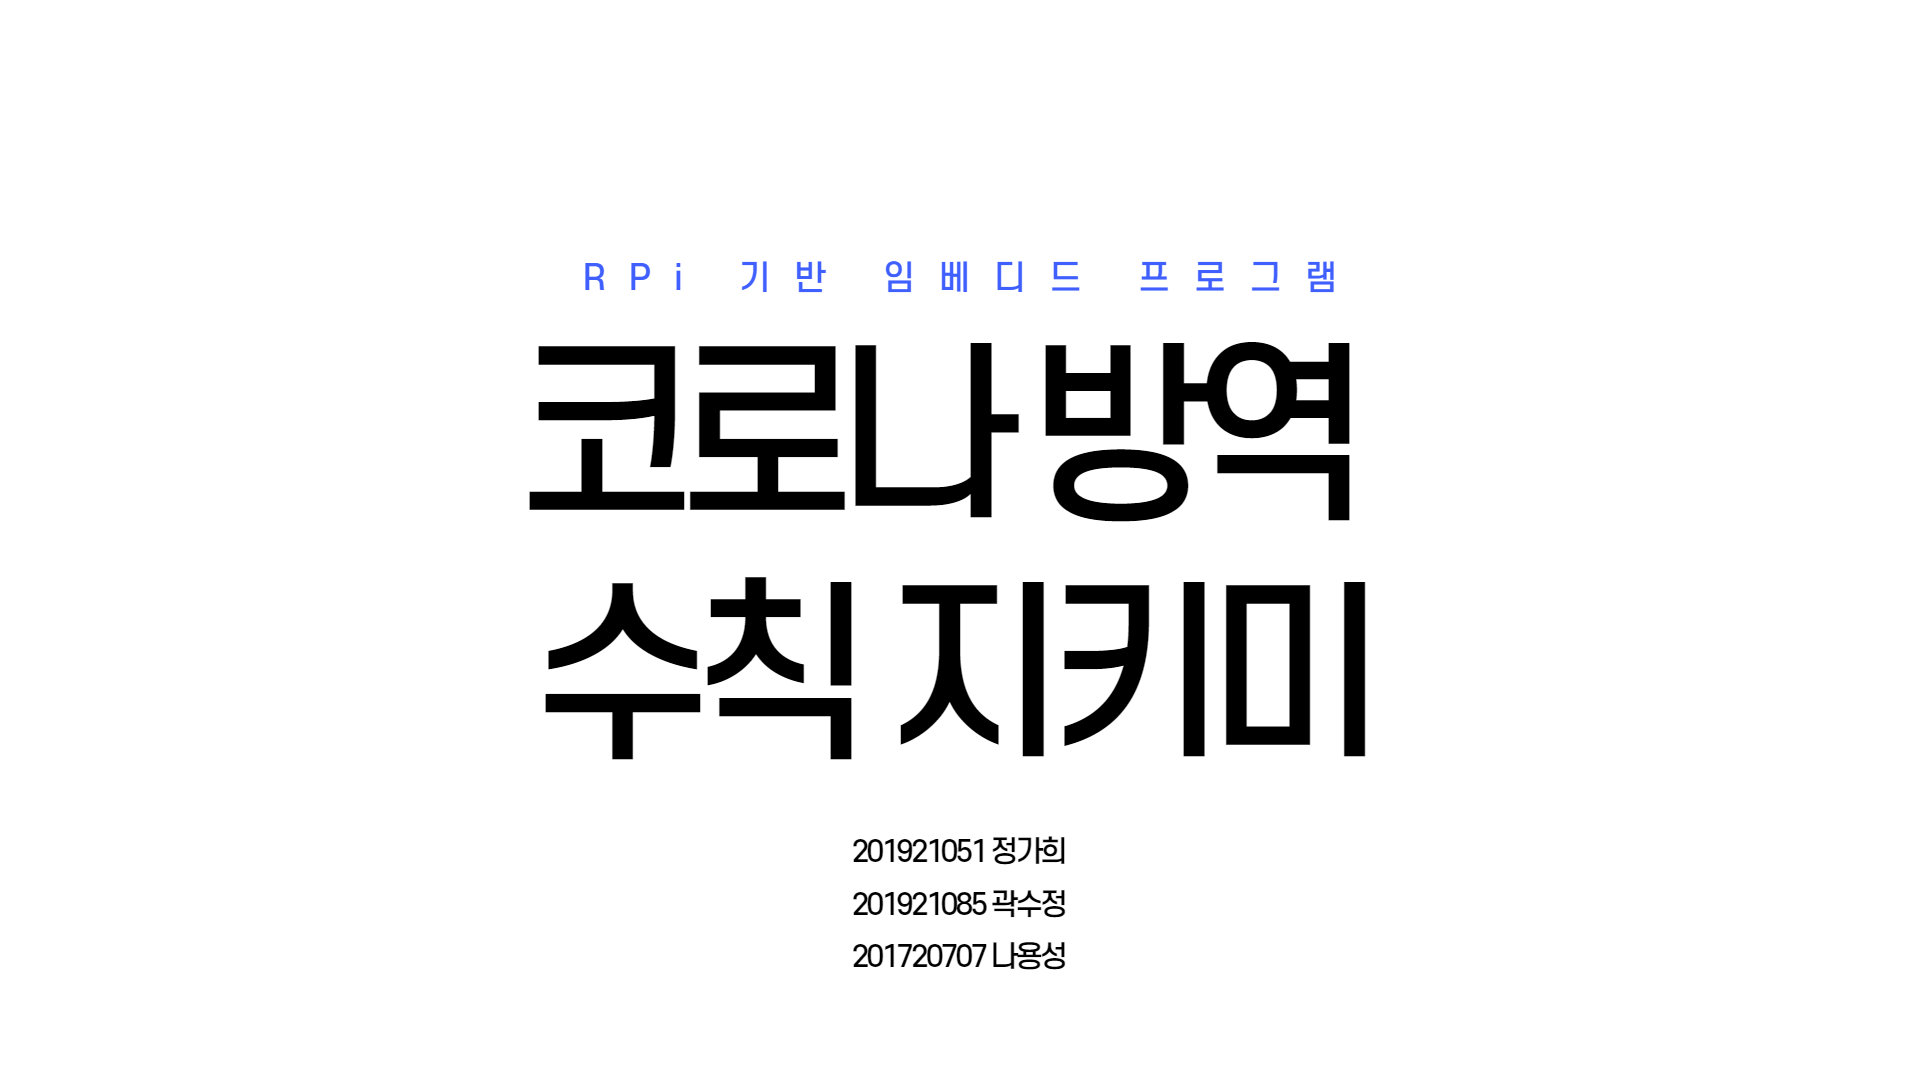 RPi 기반 임베디드 프로그램
코로나 방역
수칙 지키미
201921051 정가희
201921085 곽수정
201720707 나용성